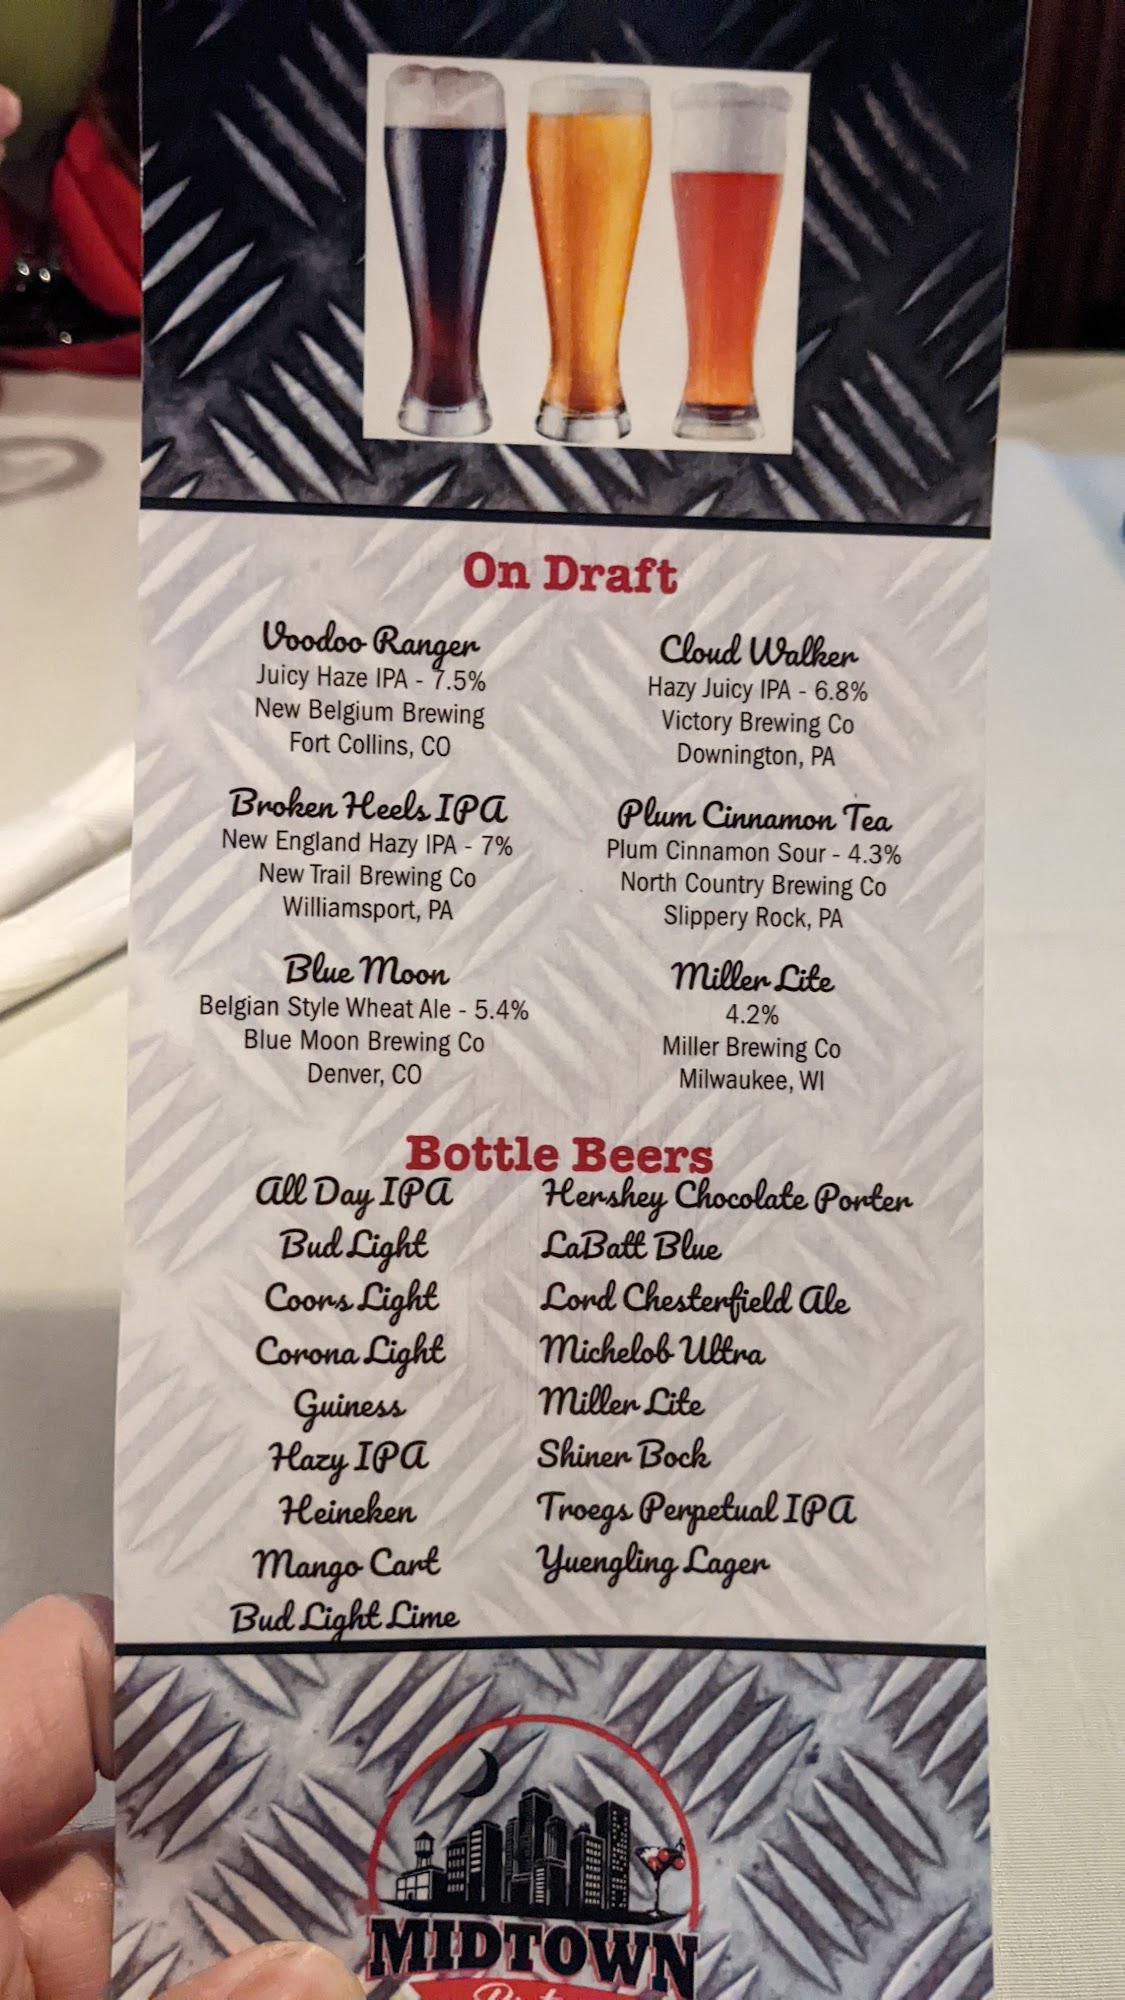 On Draft
Voodoo Ranger
Juicy Haze IPA - 7.5%
New Belgium Brewing
Fort Collins, CO
Cloud Walker
Hazy Juicy IPA - 6.8%
Victory Brewing Co
Downington, PA
Broken Heels IPA
New England Hazy IPA - 7%
New Trail Brewing Co
Williamsport, PA
Plum Cinnamon Tea
Plum Cinnamon Sour - 4.3%
North Country Brewing Co
Slippery Rock, PA
Blue Moon
Belgian Style Wheat Ale - 5.4%
Blue Moon Brewing Co
Denver, CO
Miller Lite
4.2%
Miller Brewing Co
Milwaukee, WI
Bottle Beers
All Day IPA
Bud Light
Coors Light
Corona Light
Guiness
Hazy IPA
Heineken
Mango Cart
Bud Light Lime
Hershey Chocolate Porter
LaBatt Blue
Lord Chesterfield Ale
Michelob Ultra
Miller Lite
Shiner Bock
Troegs Perpetual IPA
Yuengling Lager
MIDTOWN